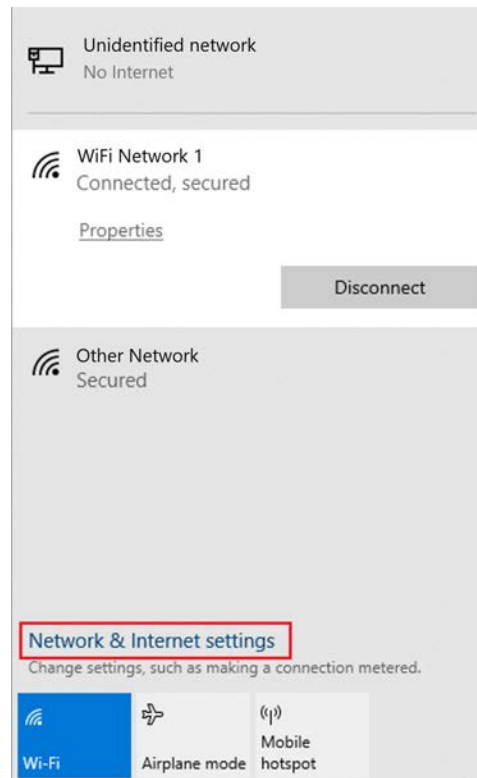 Unidentified network
No Internet
WiFi Network 1
Connected, secured
Properties
Disconnect
Other Network
Secured
Network & Internet settings
Change settings, such as making a connection metered.
Wi-Fi
Airplane mode
Mobile
hotspot